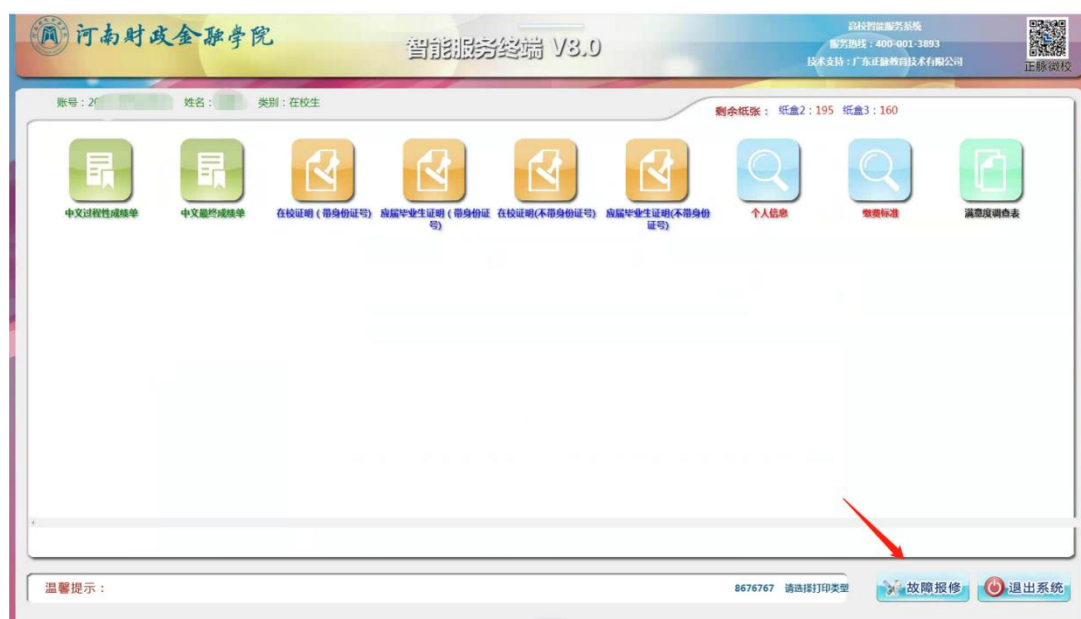 河南财政金融学院
智能服务终端 V8.0
高校智能服务系统
服务热线：400-001-3893
技术支持：广东正脉教育技术有限公司
正脉微校
账号：20
姓名：
类别：在校生
剩余纸张： 纸盒2：195 纸盒3：160
中文过程性成绩单
中文最终成绩单
在校证明（带身份证号）
应届毕业生证明（带身份证
号）
在校证明(不带身份证号)
应届毕业生证明(不带身份
证号)
个人信息
缴费标准
满意度调查表
温馨提示：
8676767 请选择打印类型
故障报修
退出系统